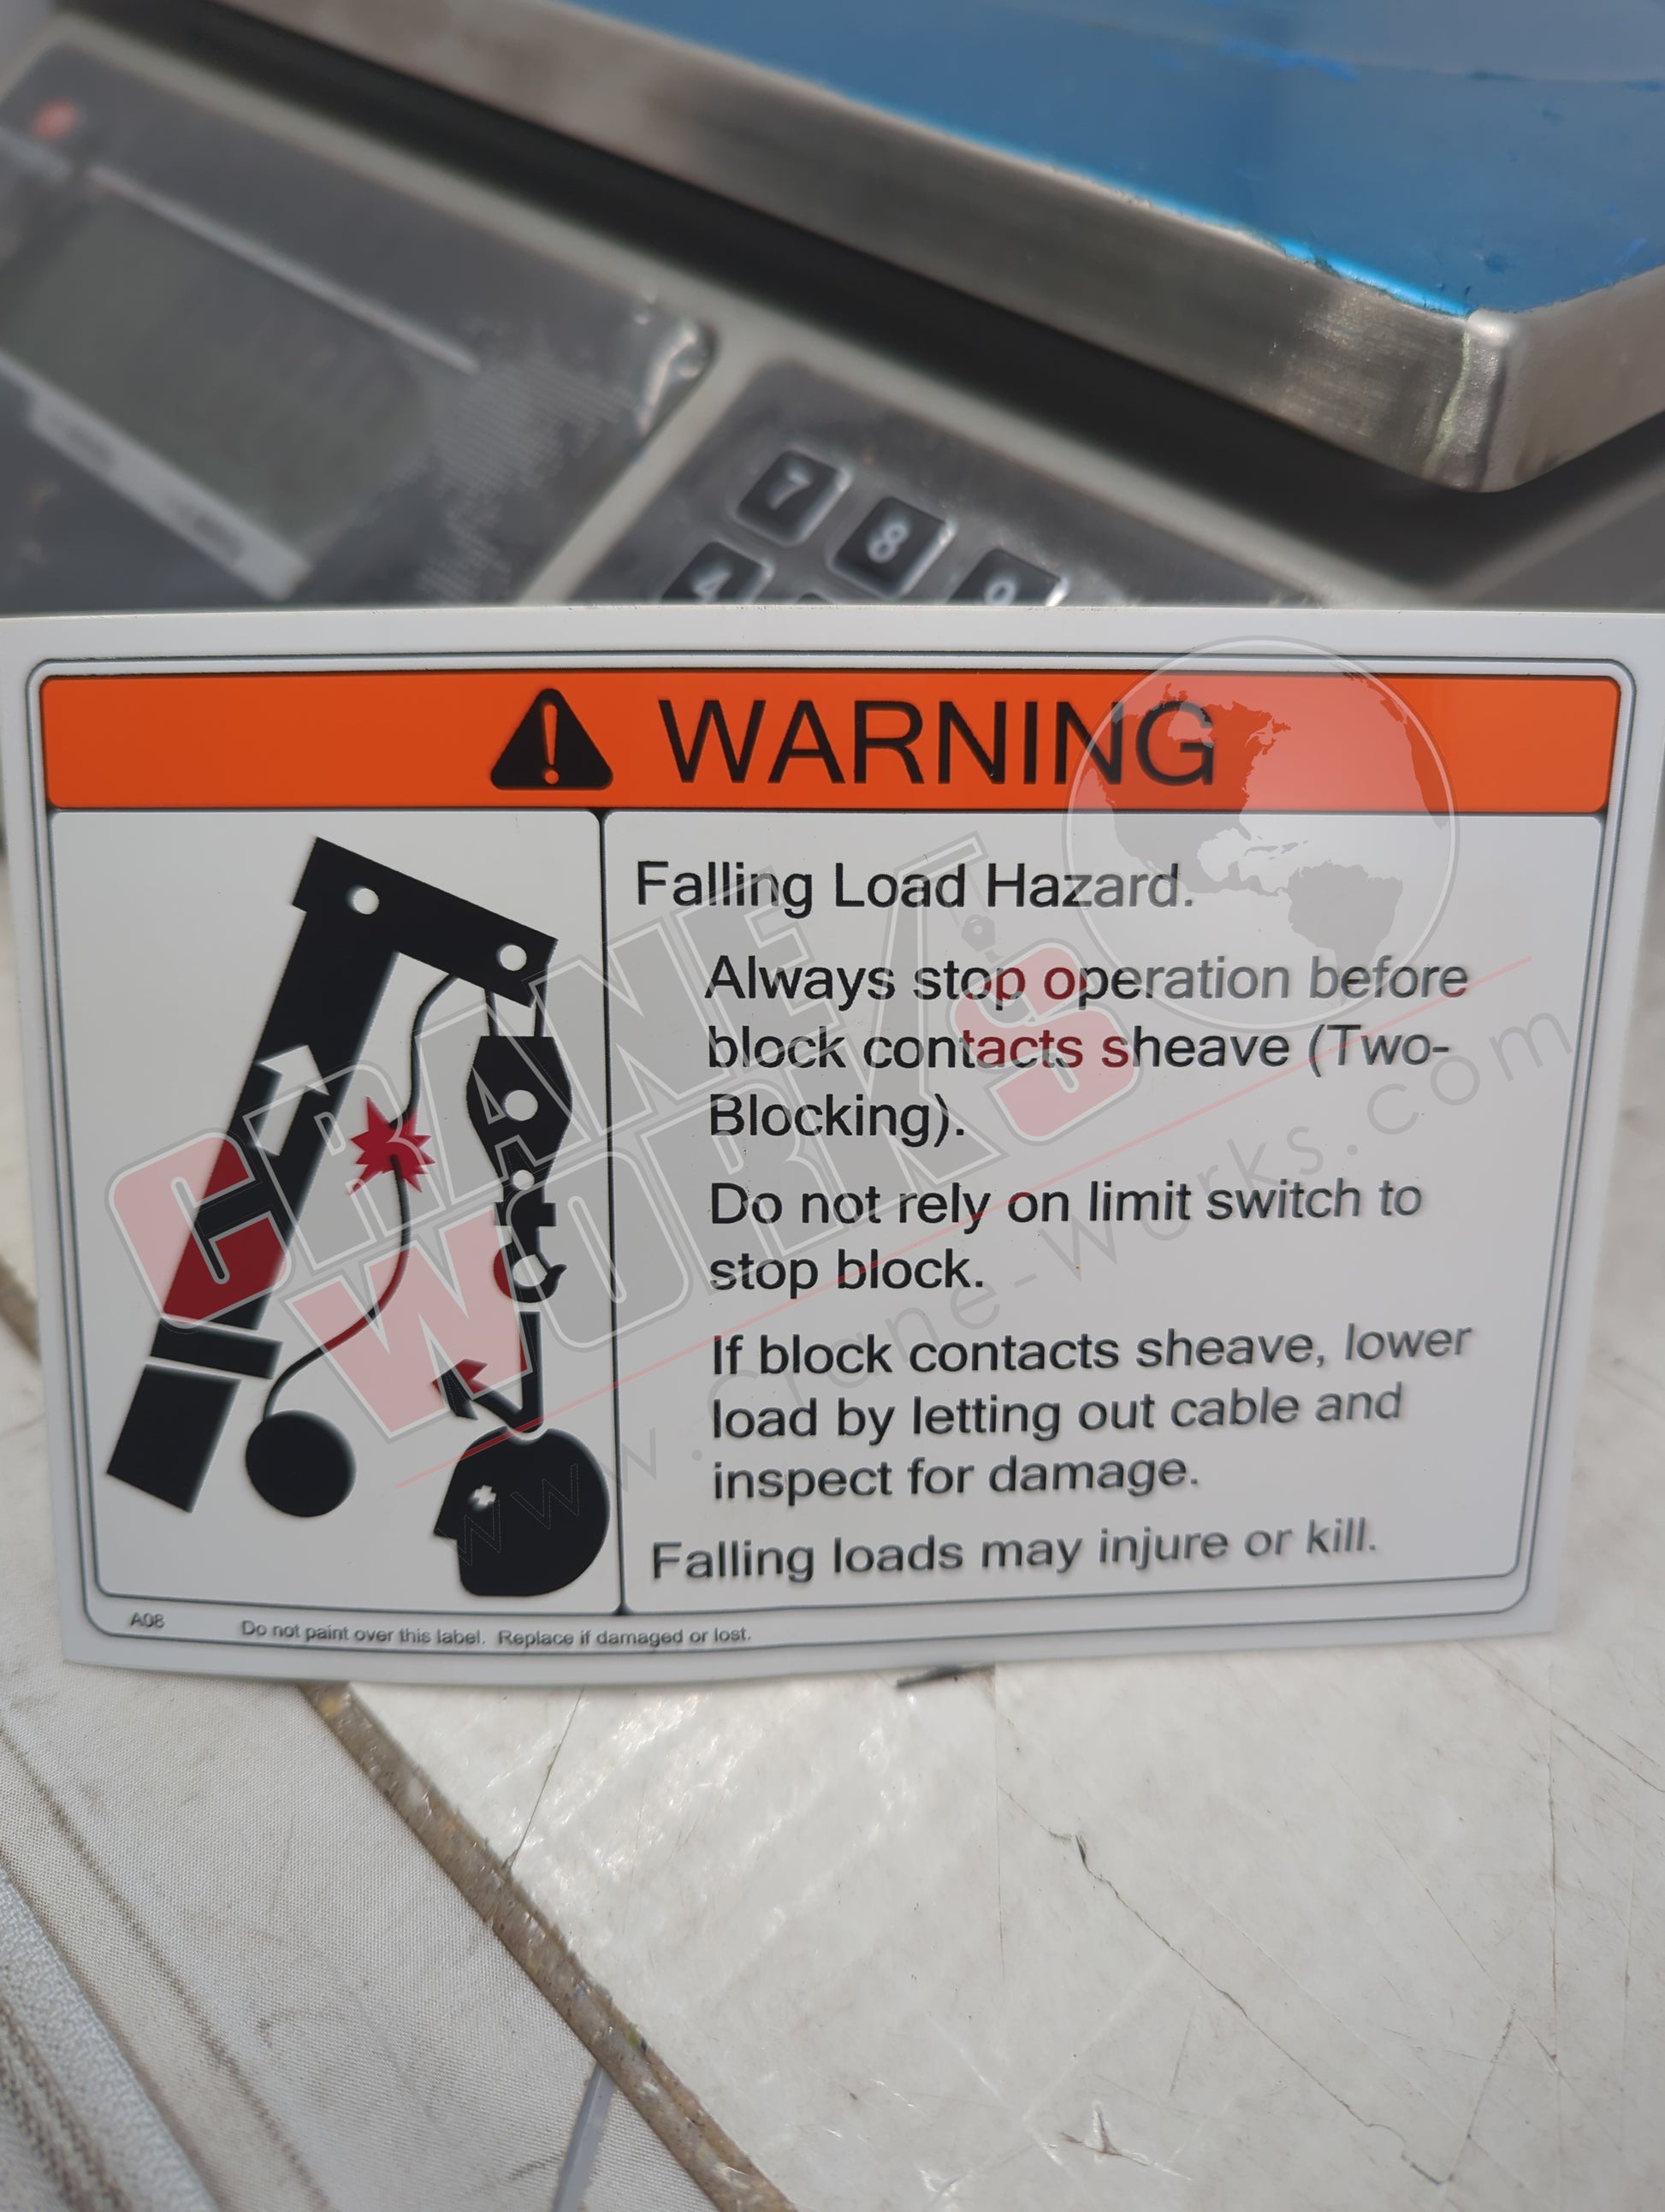 7 8 9
4
WARNING
Falling Load Hazard.
Always stop operation before
block contacts sheave (Two-
Blocking).
Do not rely on limit switch to
stop block.
If block contacts sheave, lower
load by letting out cable and
inspect for damage.
Falling loads may injure or kill.
A08 Do not paint over this label. Replace if damaged or lost.
CRANE
WORKS
www.crane-works.com